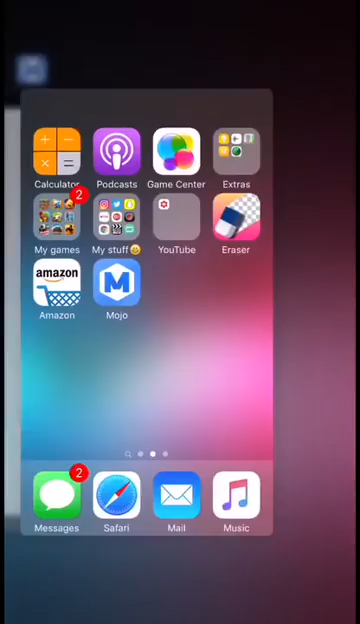 Calculator Podcasts Game Center Extras
2
My games My stuff😄 YouTube Eraser
amazon
Amazon Mojo
2
Messages Safari Mail Music